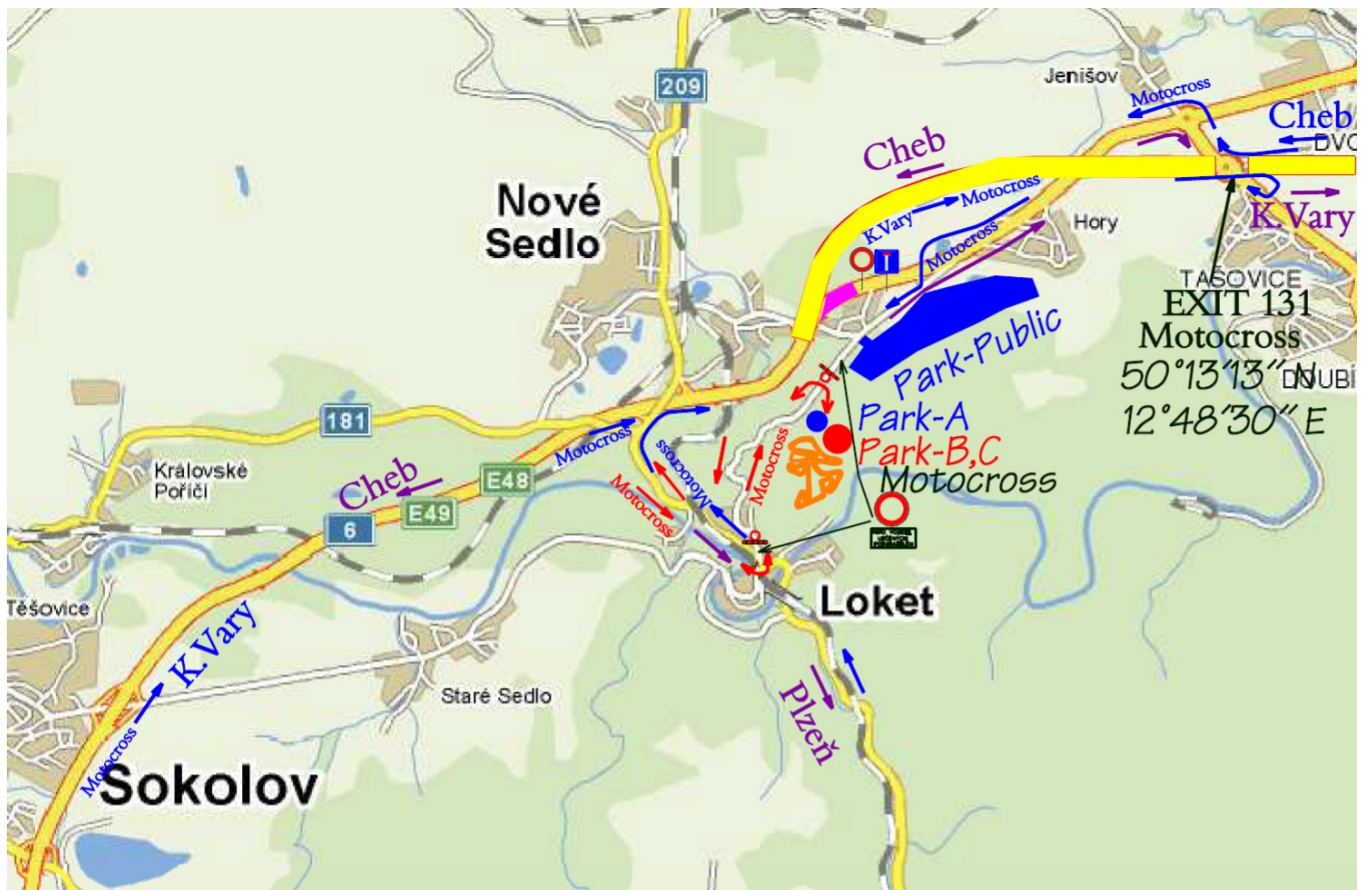 209
Jenišov
Motocross
Cheb
DVO
Cheb
K.Vary
Motocross
Motocross
K.Vary
Hory
Nové
Sedlo
TAŠOVICE
EXIT 131
Motocross
50°13'13" N
12°48'30" E
DOUBÍ
Park-Public
Park-A
Park-B,C
Motocross
181
Motocross
Motocross
Motocross
Motocross
Královské
Poříčí
Cheb
E48
E49
6
Loket
Těšovice
K.Vary
Staré Sedlo
Plzeň
Motocross
Sokolov